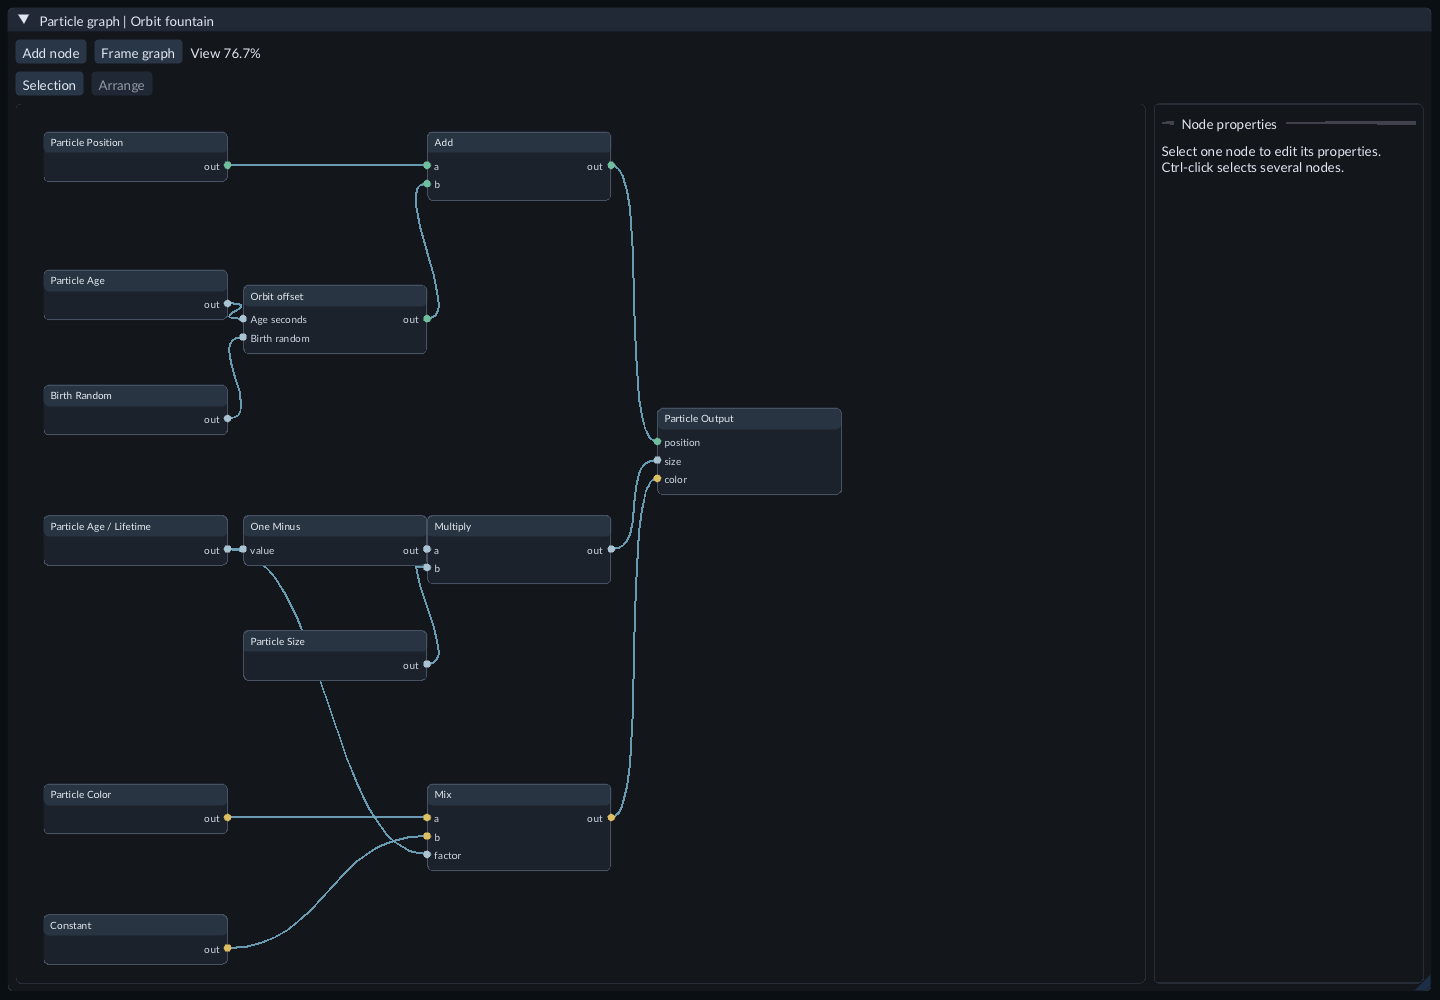 Particle graph | Orbit fountain
Add node
Frame graph
View 76.7%
Selection
Arrange
Particle Position
out
Add
a
out
b
Particle Age
out
Orbit offset
Age seconds
out
Birth random
Birth Random
out
Particle Output
position
size
color
Particle Age / Lifetime
out
One Minus
value
out
Multiply
a
out
b
Particle Size
out
Particle Color
out
Mix
a
out
b
factor
Constant
out
Node properties
Select one node to edit its properties.
Ctrl-click selects several nodes.